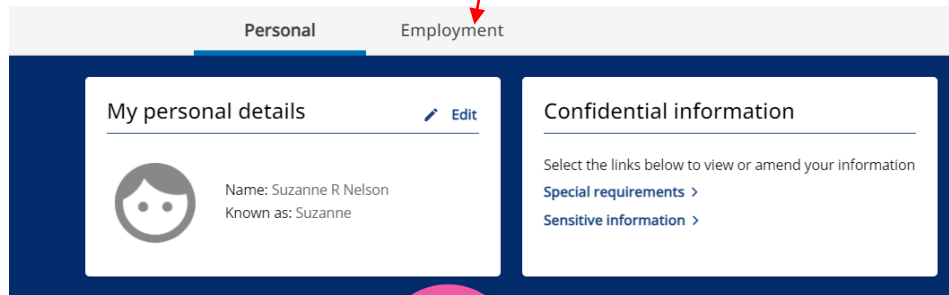 Personal
Employment
My personal details
Edit
Name: Suzanne R Nelson
Known as: Suzanne
Confidential information
Select the links below to view or amend your information
Special requirements >
Sensitive information >